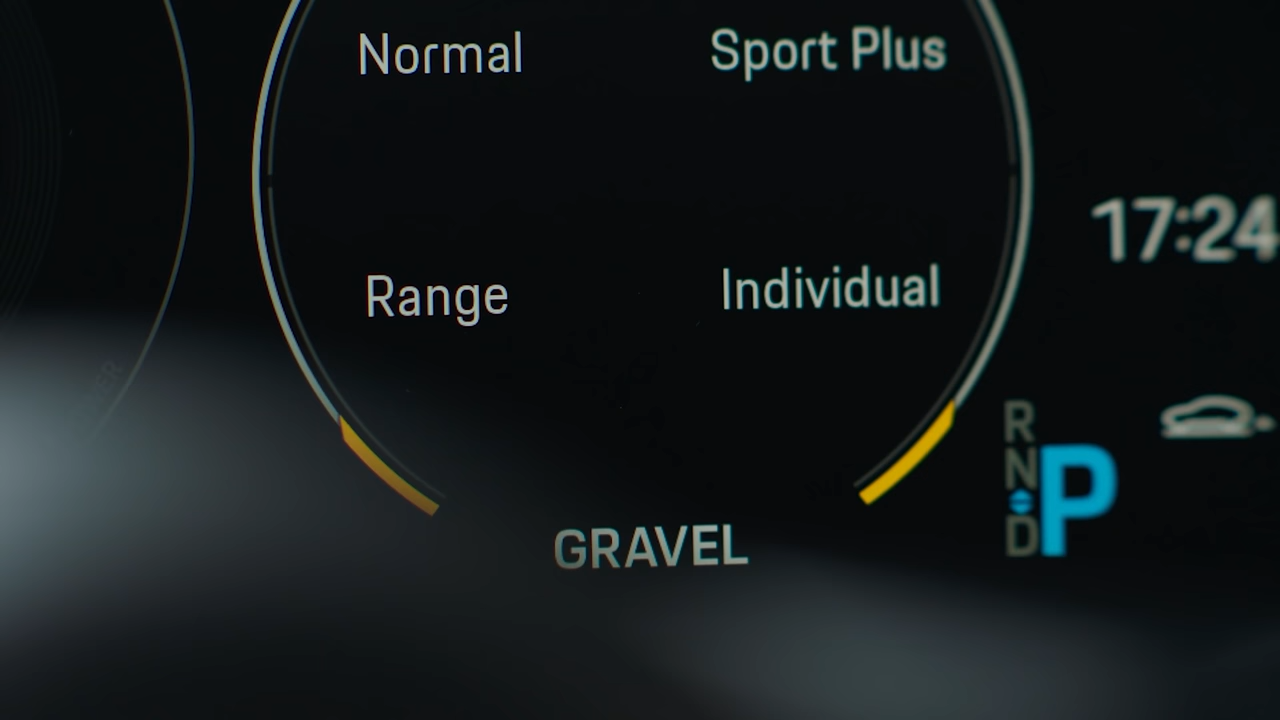 Normal
Sport Plus
17:24
Range
Individual
R
N
D
P
GRAVEL